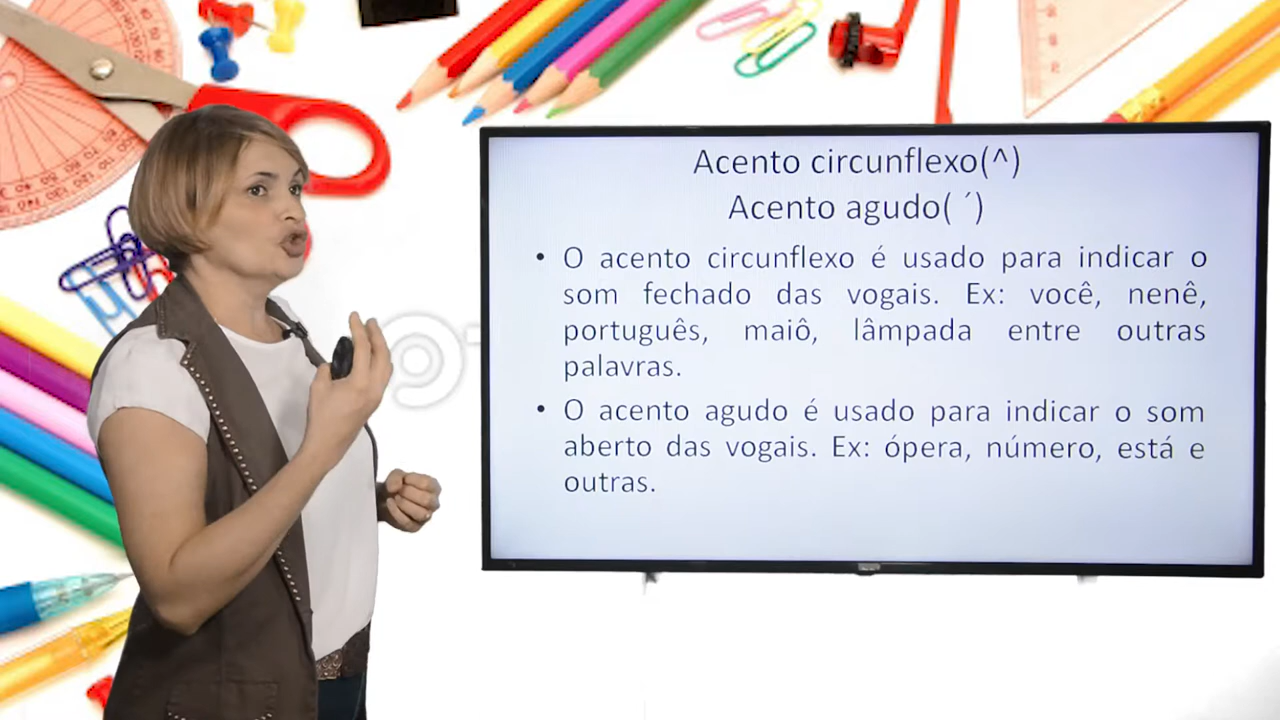 Acento circunflexo(^)
Acento agudo( ´)
• O acento circunflexo é usado para indicar o
som fechado das vogais. Ex: você, nenê,
português, maiô, lâmpada entre outras
palavras.
• O acento agudo é usado para indicar o som
aberto das vogais. Ex: ópera, número, está e
outras.